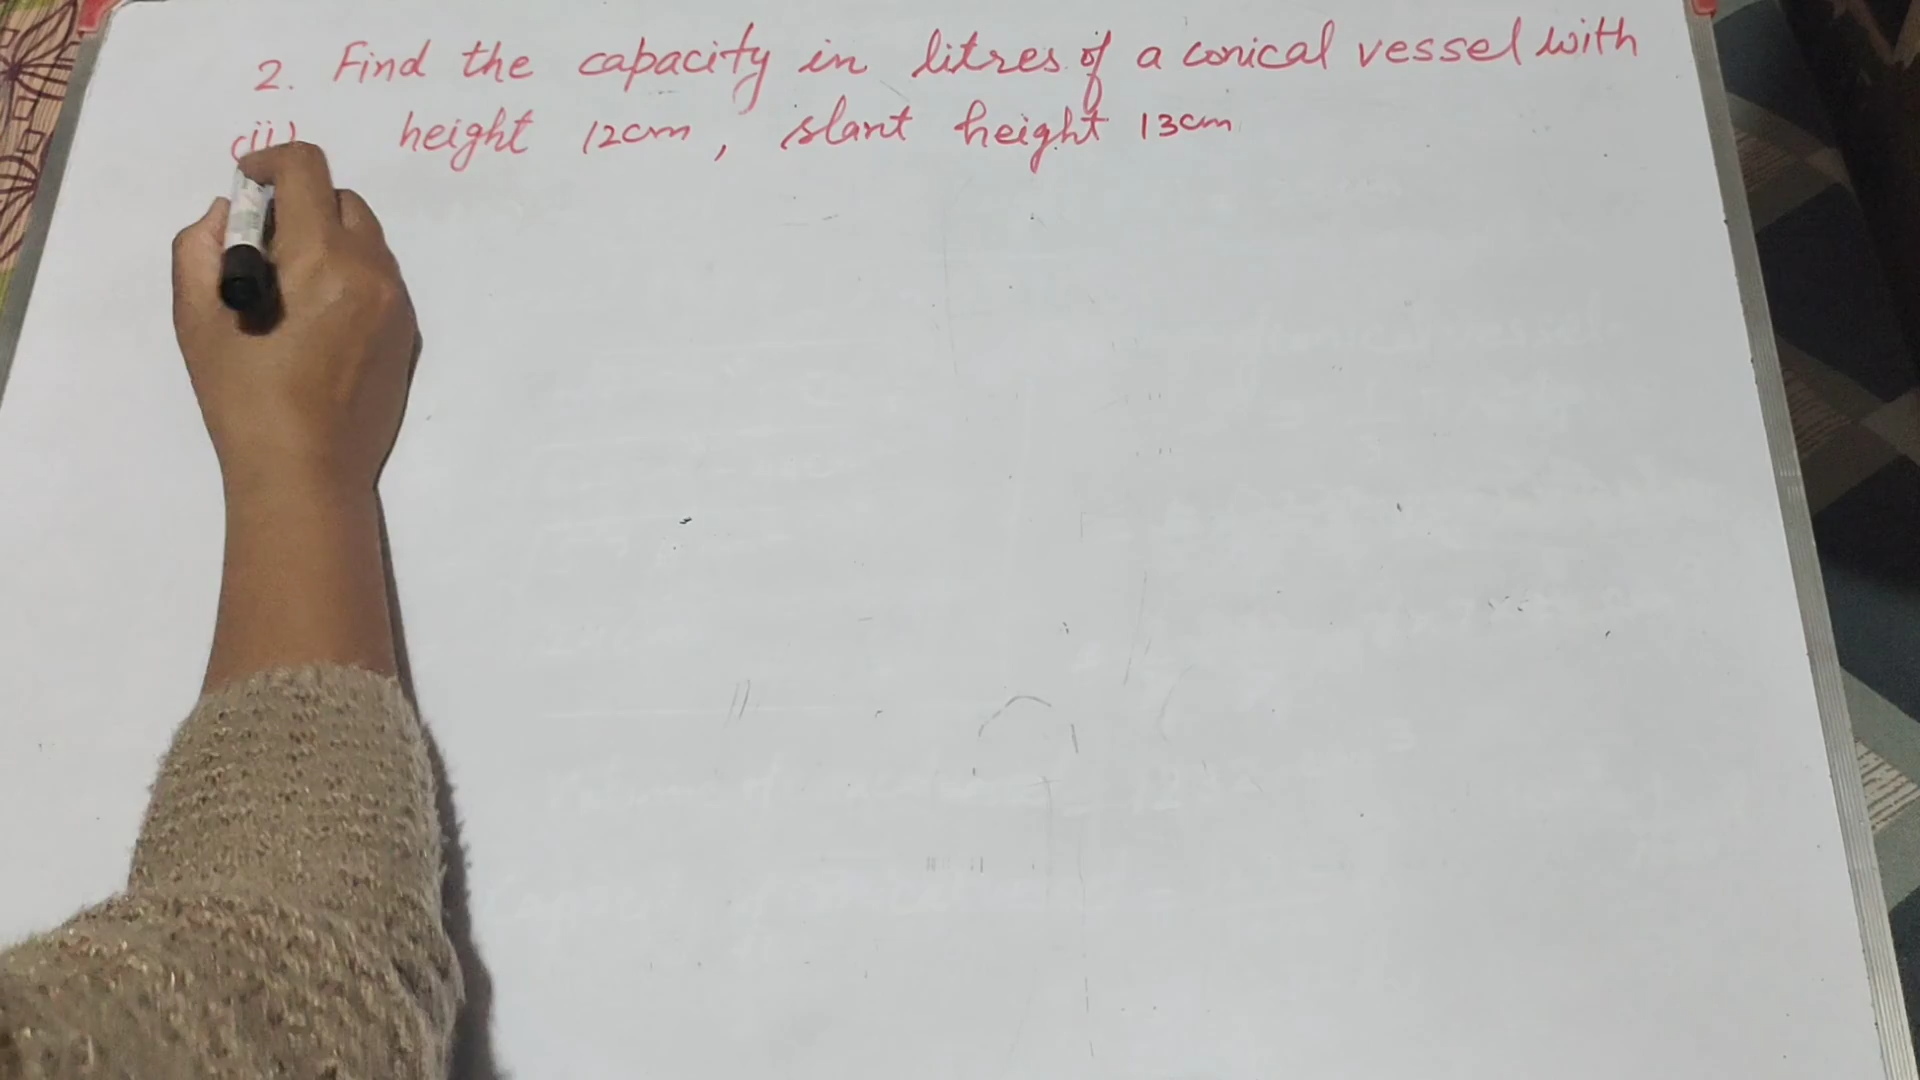 2. Find the capacity in litres of a conical vessel with
(ii) height 12cm, slant height 13cm